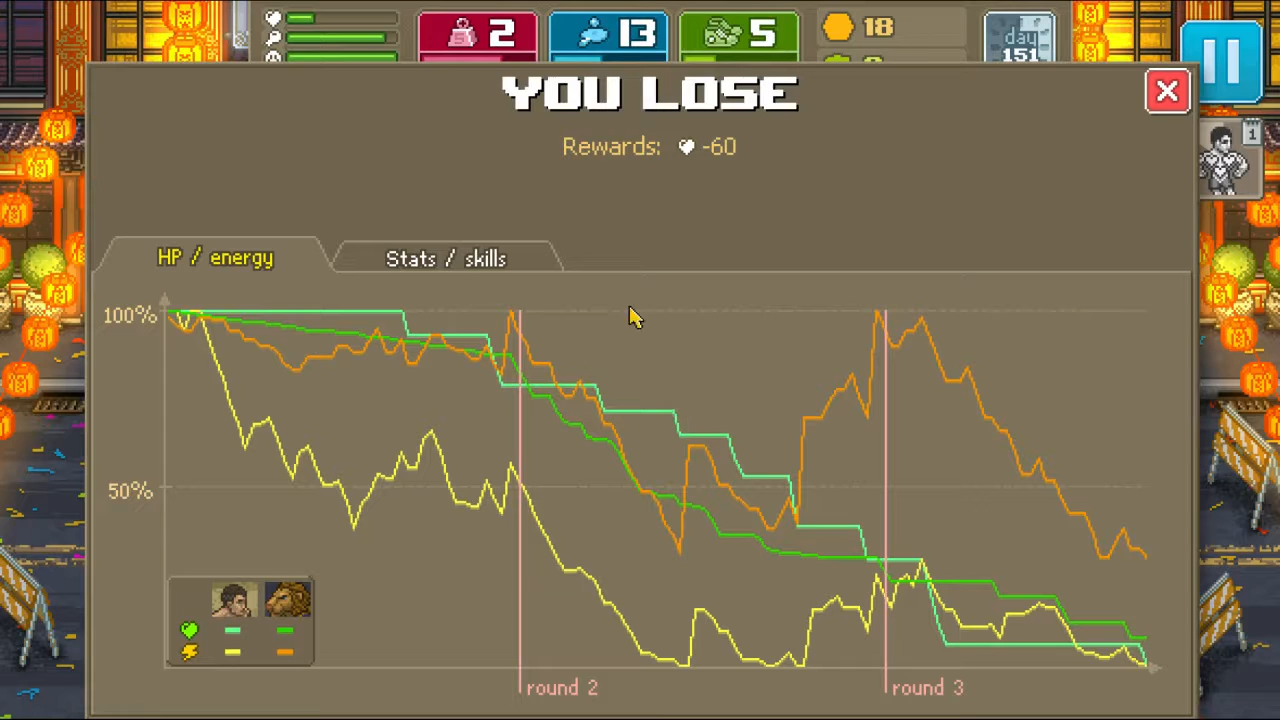 2
13
5
18
day
151
YOU LOSE
Rewards: -60
1
HP / energy
Stats / skills
100%
50%
round 2
round 3